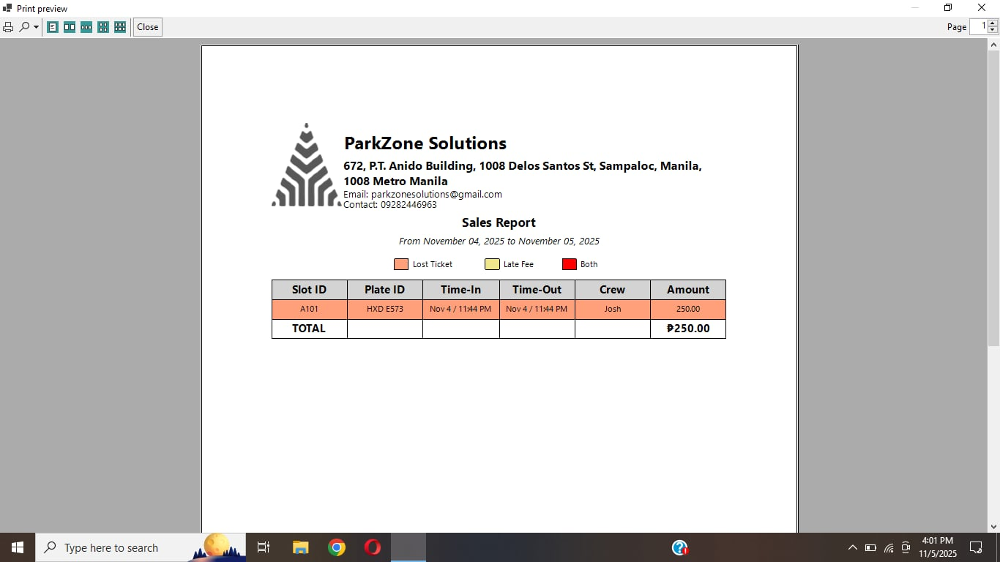 Print preview
Close
Page 1
ParkZone Solutions
672, P.T. Anido Building, 1008 Delos Santos St, Sampaloc, Manila,
1008 Metro Manila
Email: parkzonesolutions@gmail.com
Contact: 09282446963
Sales Report
From November 04, 2025 to November 05, 2025
Lost Ticket Late Fee Both
Slot ID Plate ID Time-In Time-Out Crew Amount
A101 HXD E573 Nov 4 / 11:44 PM Nov 4 / 11:44 PM Josh 250.00
TOTAL ₱250.00
Type here to search
4:01 PM
11/5/2025